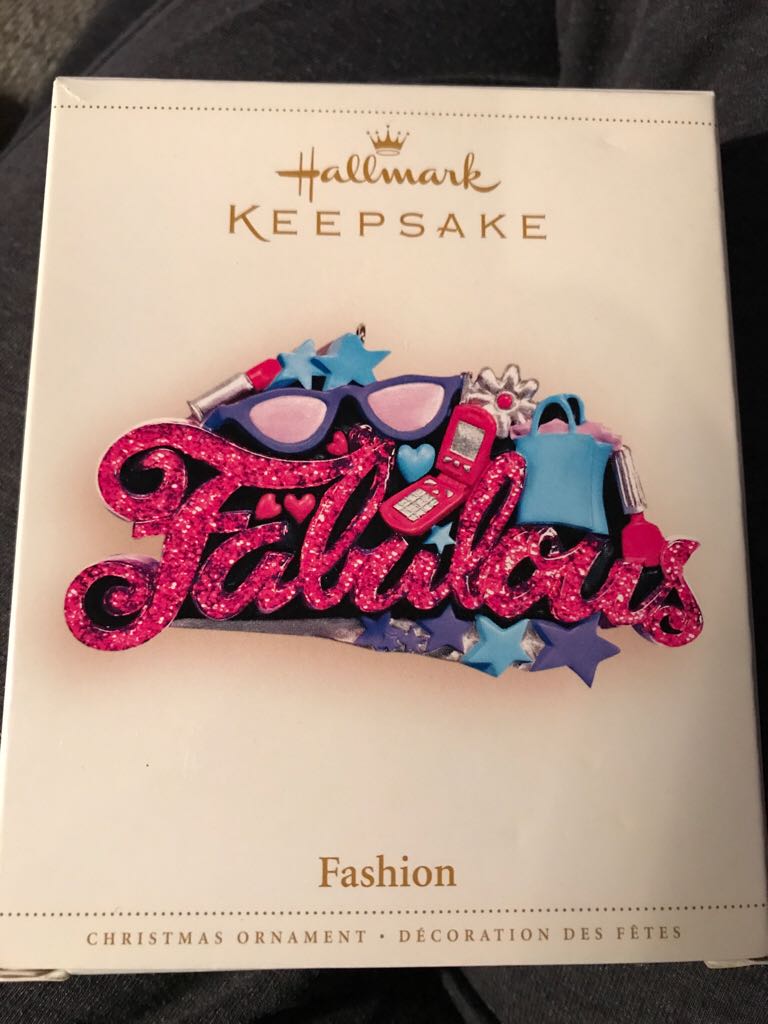 Hallmark
KEEPSAKE
Fabulous
Fashion
CHRISTMAS ORNAMENT • DÉCORATION DES FÊTES